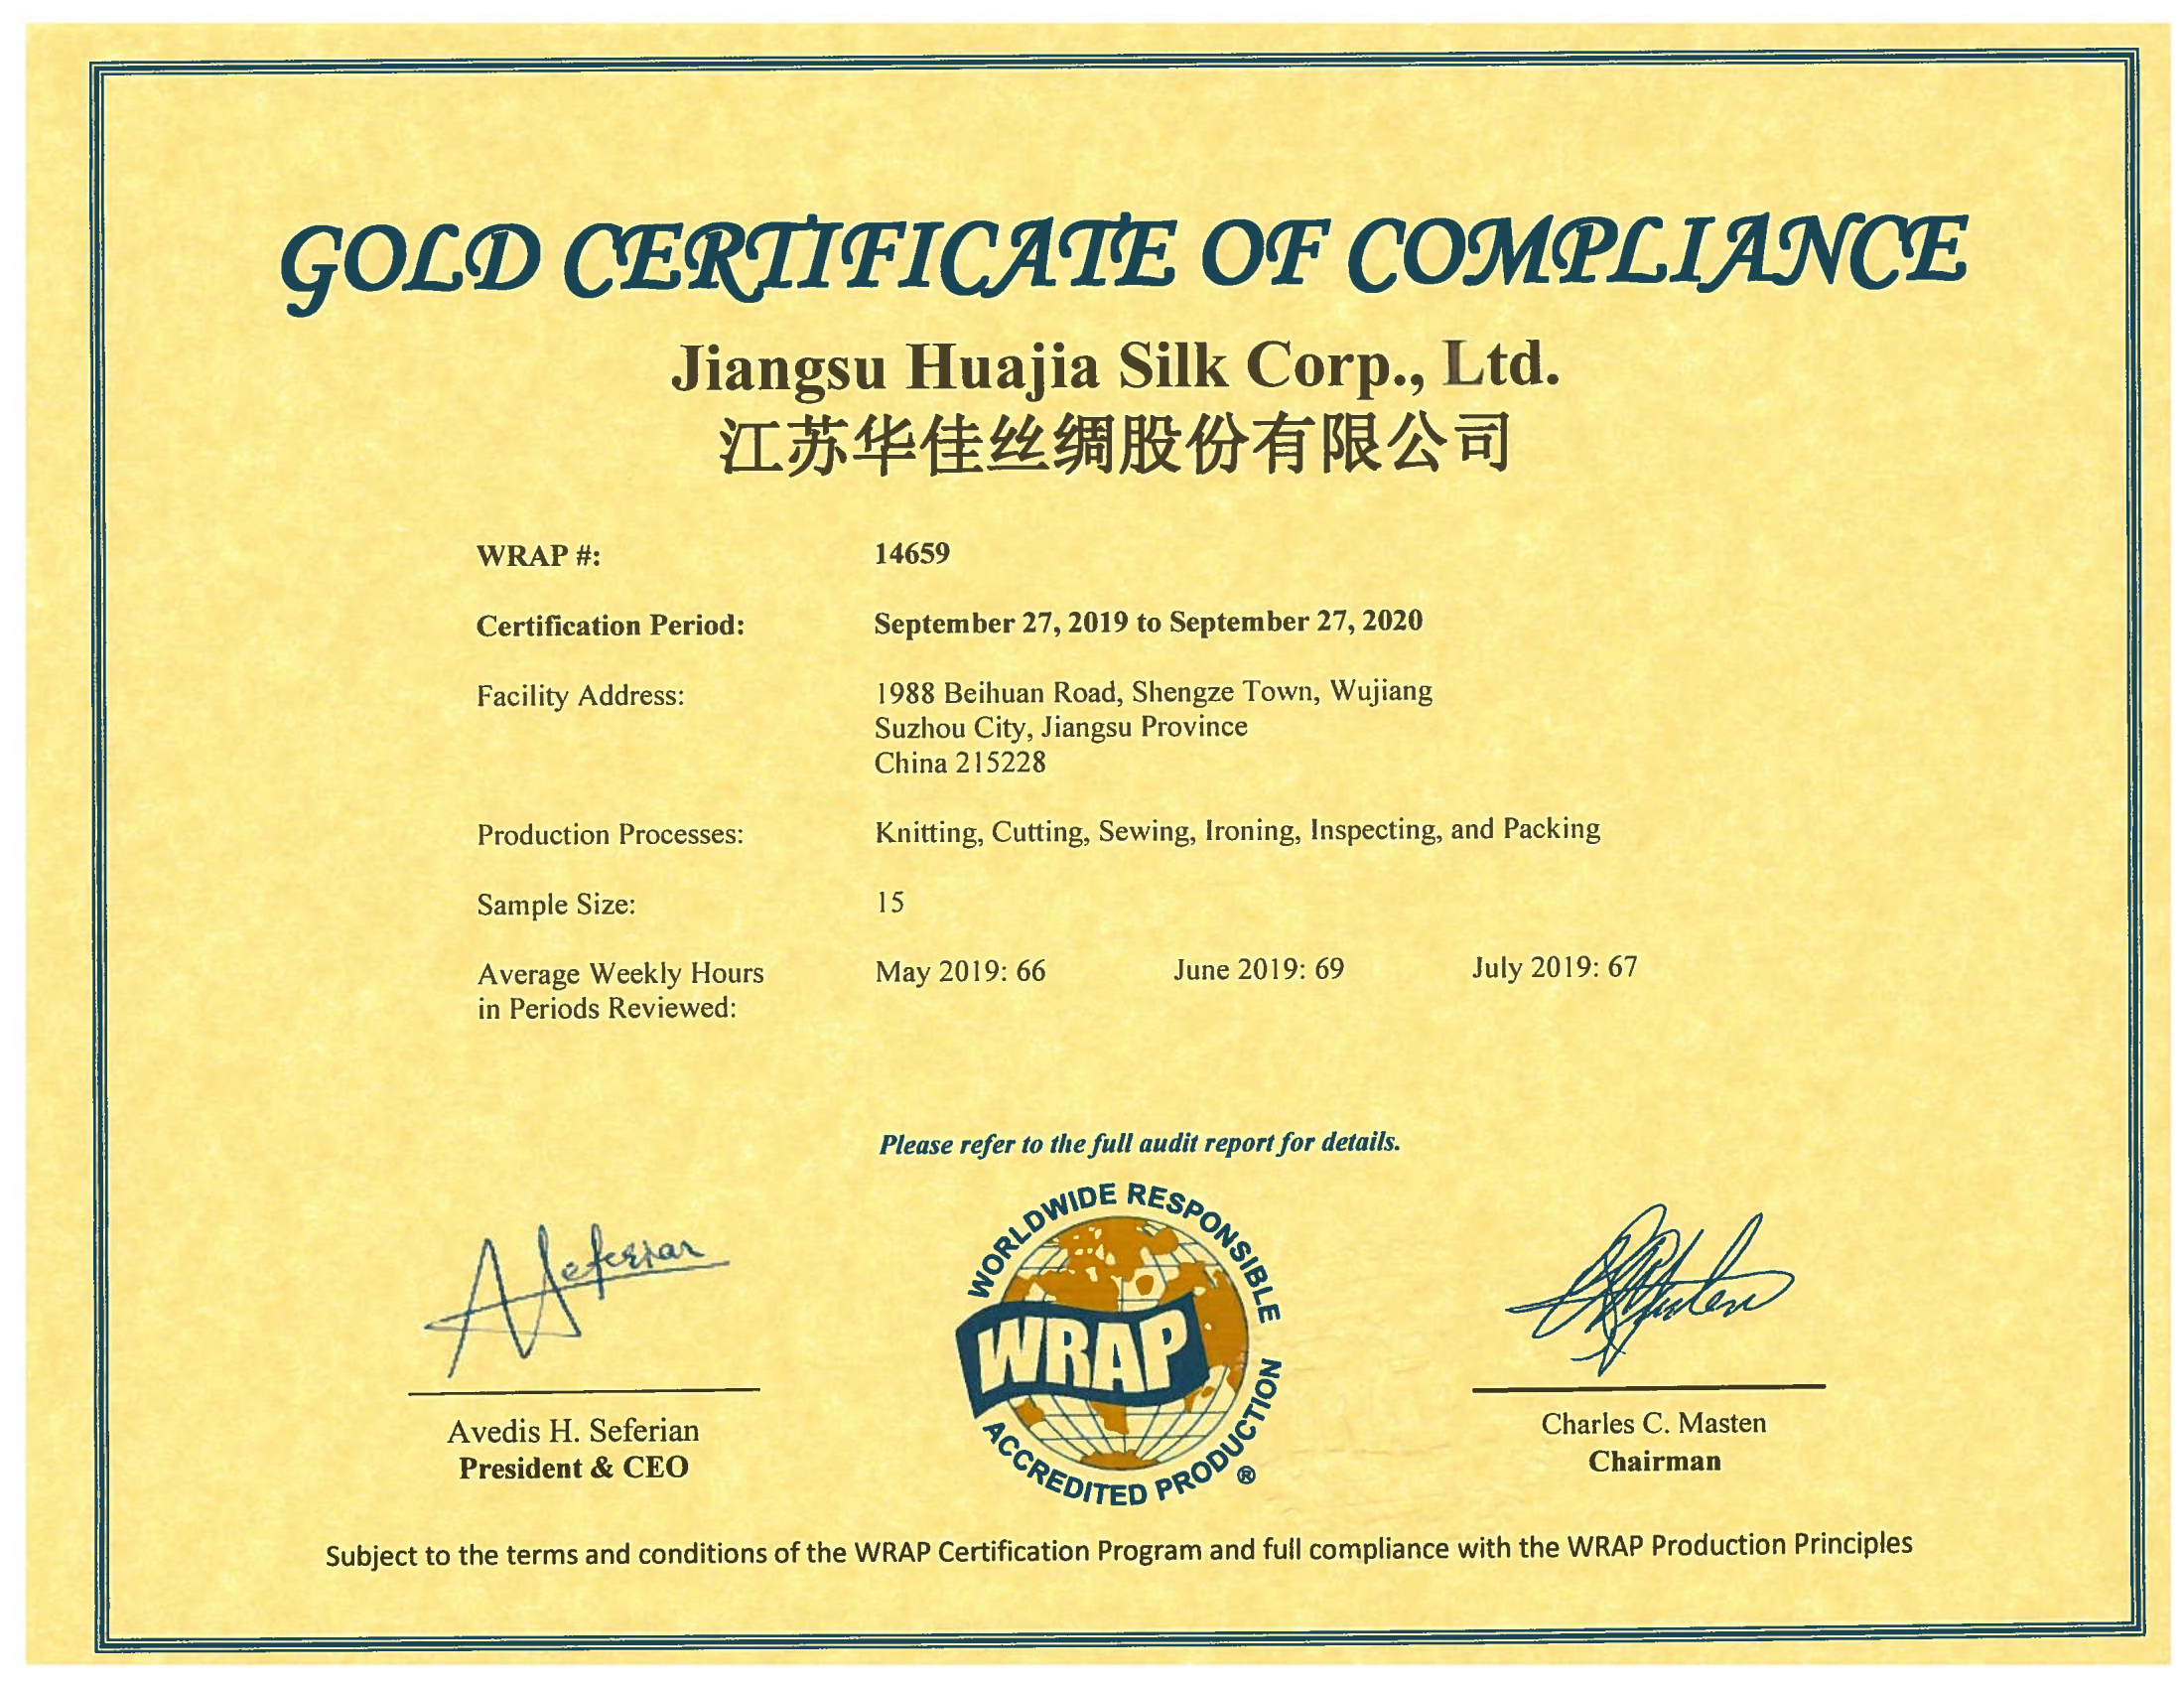 GOLD CERTIFICATE OF COMPLIANCE
Jiangsu Huajia Silk Corp., Ltd.
江苏华佳丝绸股份有限公司
WRAP #: 14659
Certification Period: September 27, 2019 to September 27, 2020
Facility Address: 1988 Beihuan Road, Shengze Town, Wujiang
Suzhou City, Jiangsu Province
China 215228
Production Processes: Knitting, Cutting, Sewing, Ironing, Inspecting, and Packing
Sample Size: 15
Average Weekly Hours May 2019: 66 June 2019: 69 July 2019: 67
in Periods Reviewed:
Please refer to the full audit report for details.
WORLDWIDE RESPONSIBLE
WRAP
ACCREDITED PRODUCTION ®
ASeferian
Avedis H. Seferian
President & CEO
Charles C. Masten
Chairman
Subject to the terms and conditions of the WRAP Certification Program and full compliance with the WRAP Production Principles